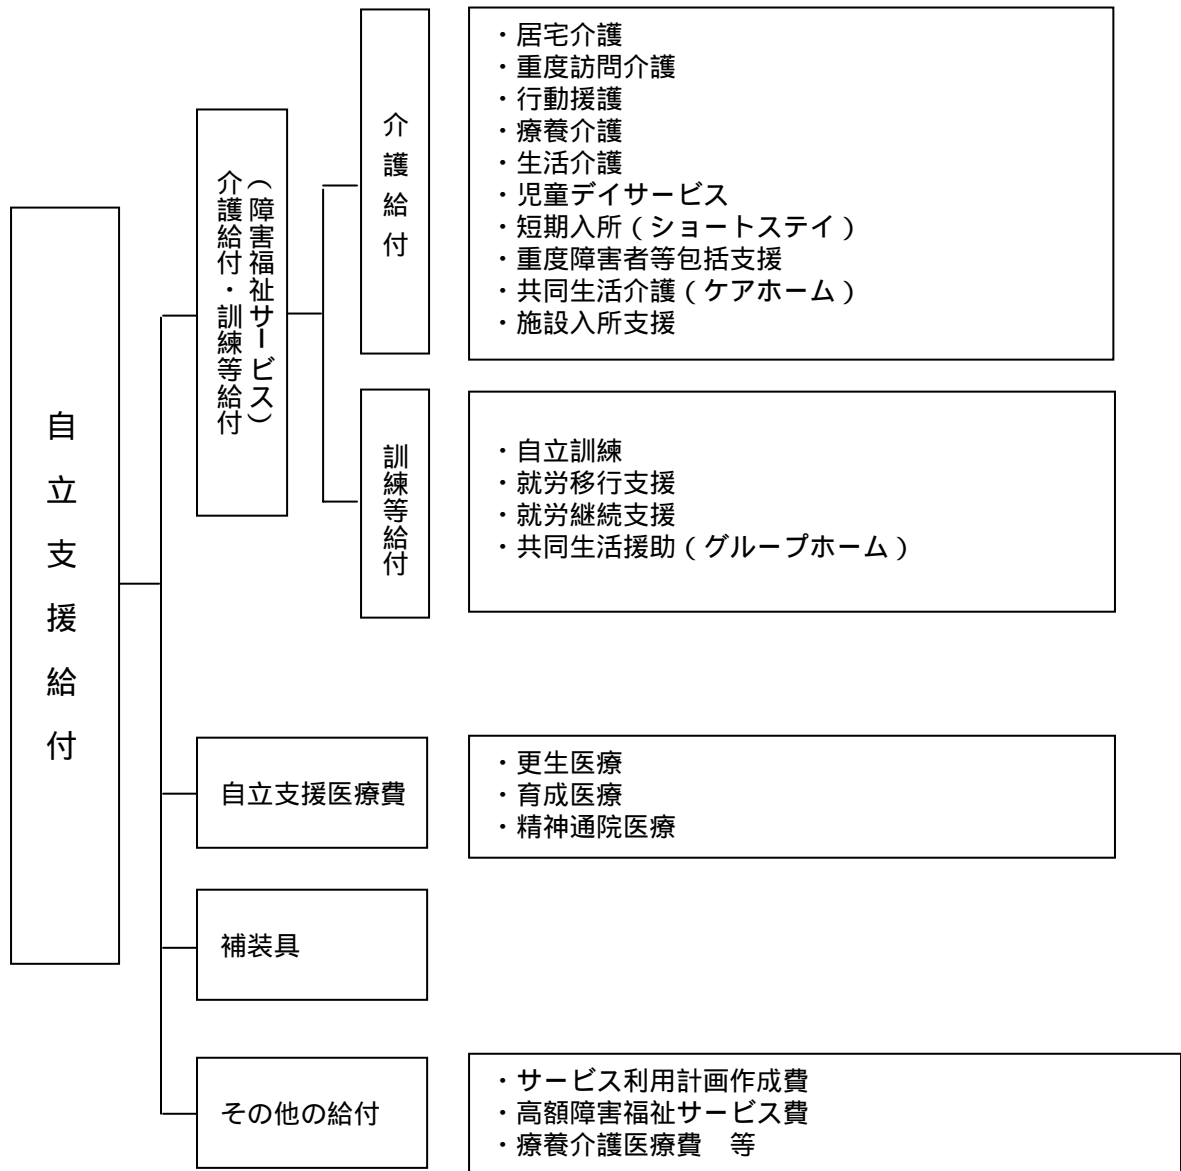 自立支援給付
（障害福祉サービス）
介護給付・訓練等給付
介護給付
・居宅介護
・重度訪問介護
・行動援護
・療養介護
・生活介護
・児童デイサービス
・短期入所（ショートステイ）
・重度障害者等包括支援
・共同生活介護（ケアホーム）
・施設入所支援
訓練等給付
・自立訓練
・就労移行支援
・就労継続支援
・共同生活援助（グループホーム）
自立支援医療費
・更生医療
・育成医療
・精神通院医療
補装具
その他の給付
・サービス利用計画作成費
・高額障害福祉サービス費
・療養介護医療費　等